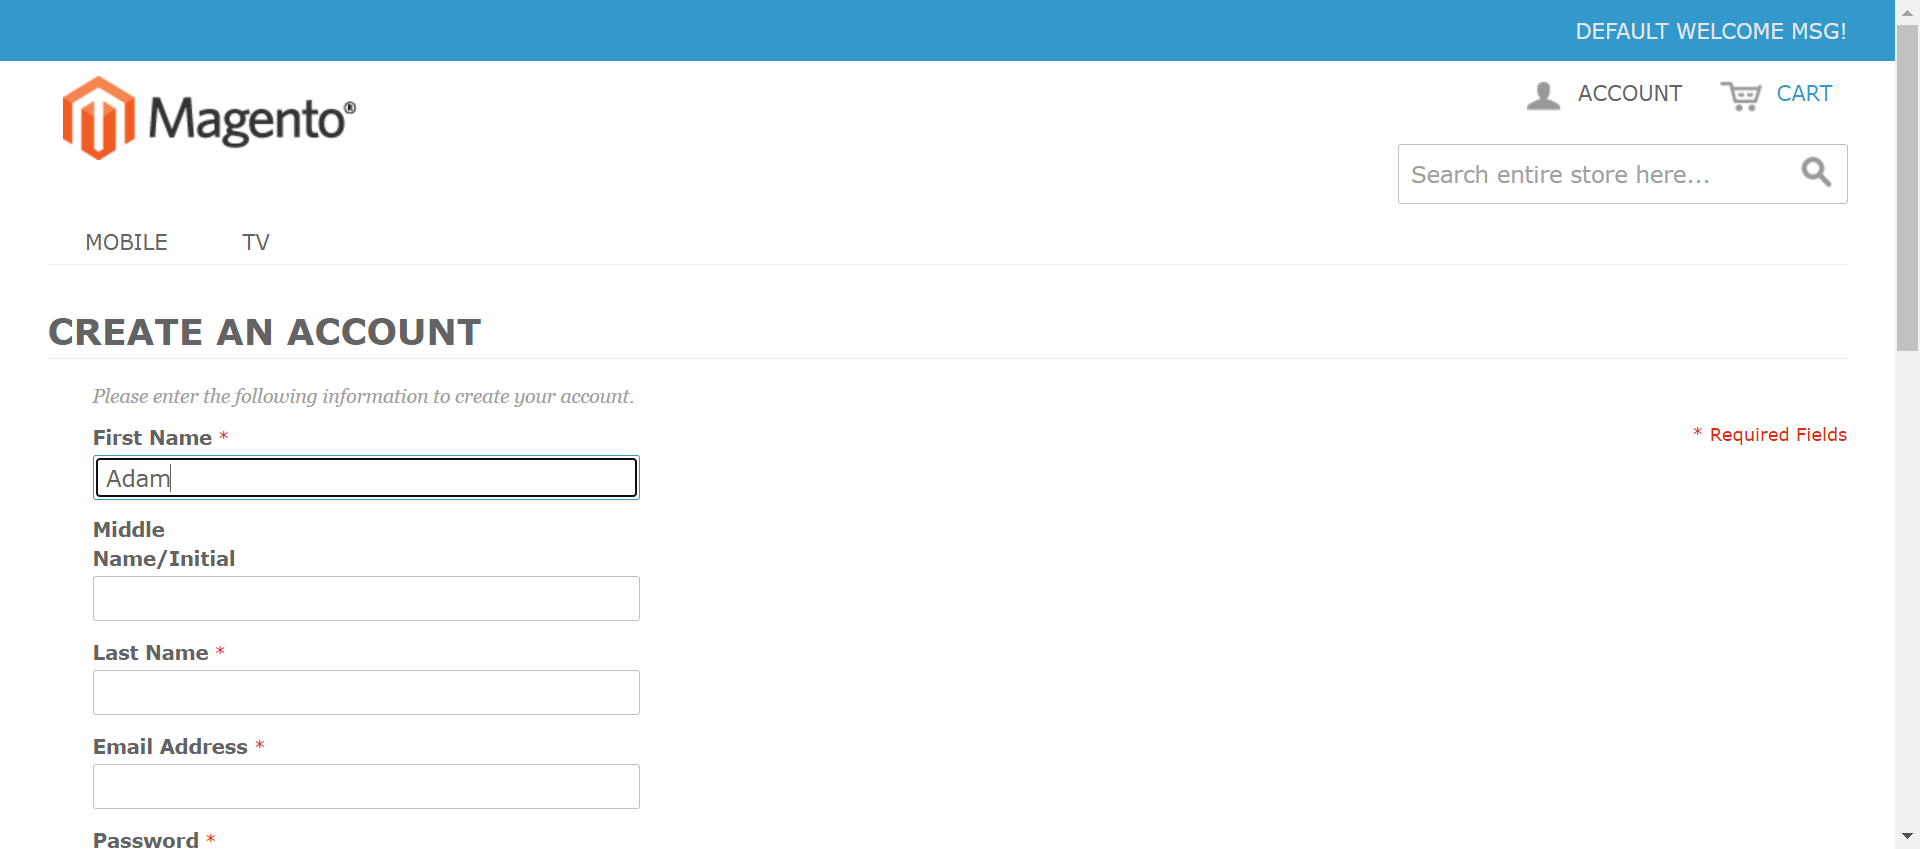 DEFAULT WELCOME MSG!
Magento®
ACCOUNT
CART
Search entire store here...
MOBILE
TV
CREATE AN ACCOUNT
Please enter the following information to create your account.
First Name *
* Required Fields
Adam
Middle
Name/Initial
Last Name *
Email Address *
Password *